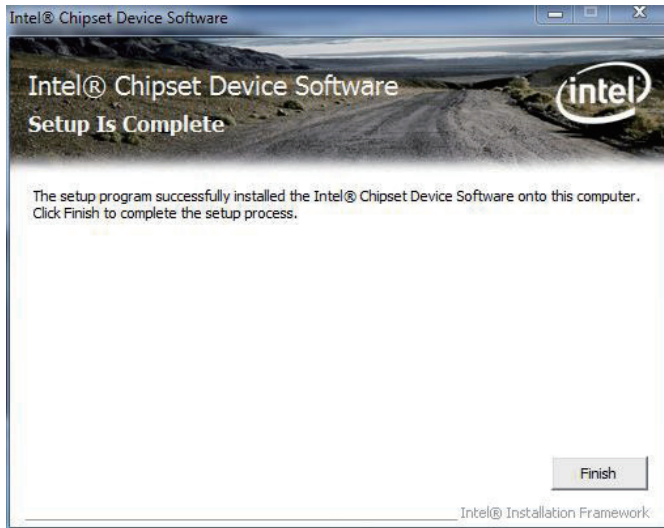 Intel® Chipset Device Software
Intel® Chipset Device Software
intel
Setup Is Complete
The setup program successfully installed the Intel® Chipset Device Software onto this computer.
Click Finish to complete the setup process.
Finish
Intel® Installation Framework